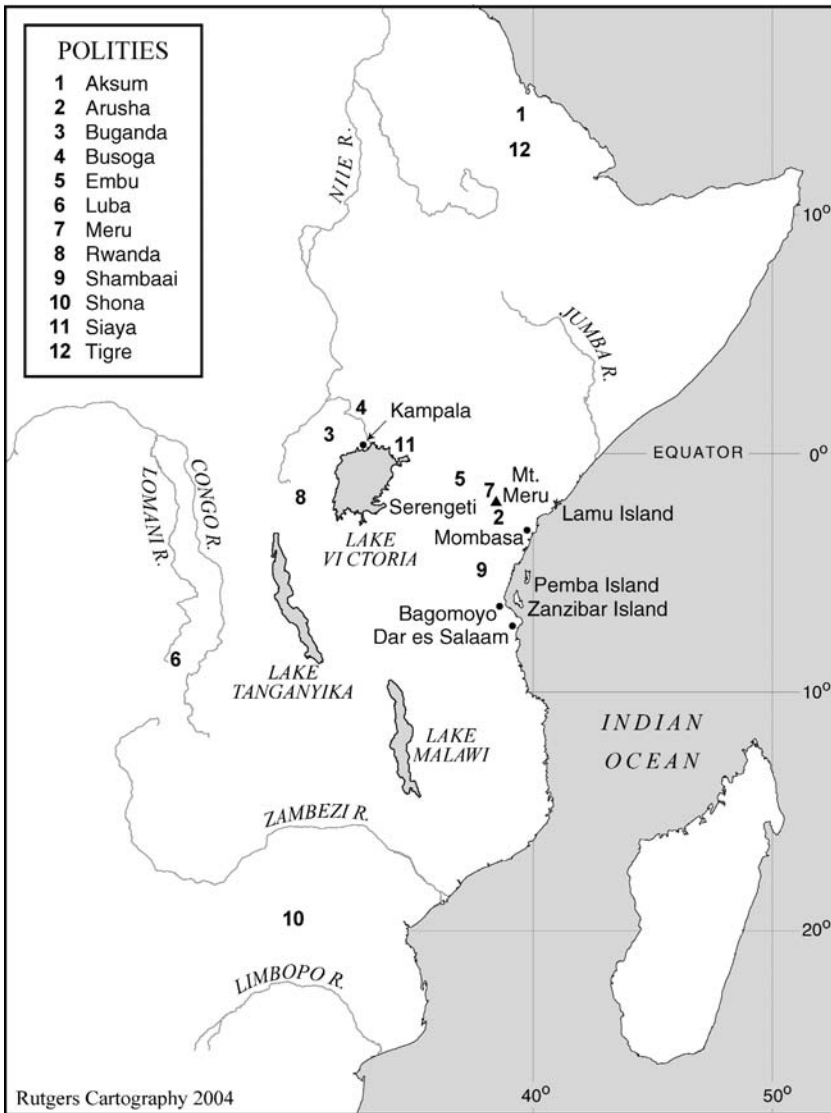 POLITIES
1 Aksum
2 Arusha
3 Buganda
4 Busoga
5 Embu
6 Luba
7 Meru
8 Rwanda
9 Shambaai
10 Shona
11 Siaya
12 Tigre
1
12
NIIE R.
10°
JUMBA R.
4
Kampala
3
11
EQUATOR
0°
LOMANI R.
CONGO R.
8
5
7
Mt.
Meru
2
Serengeti
Lamu Island
LAKE
VICTORIA
Mombasa
9
Pemba Island
Zanzibar Island
Bagomoyo
Dar es Salaam
6
LAKE
TANGANYIKA
10°
LAKE
MALAWI
INDIAN
OCEAN
ZAMBEZI R.
10
20°
LIMBOPO R.
Rutgers Cartography 2004
40°
50°